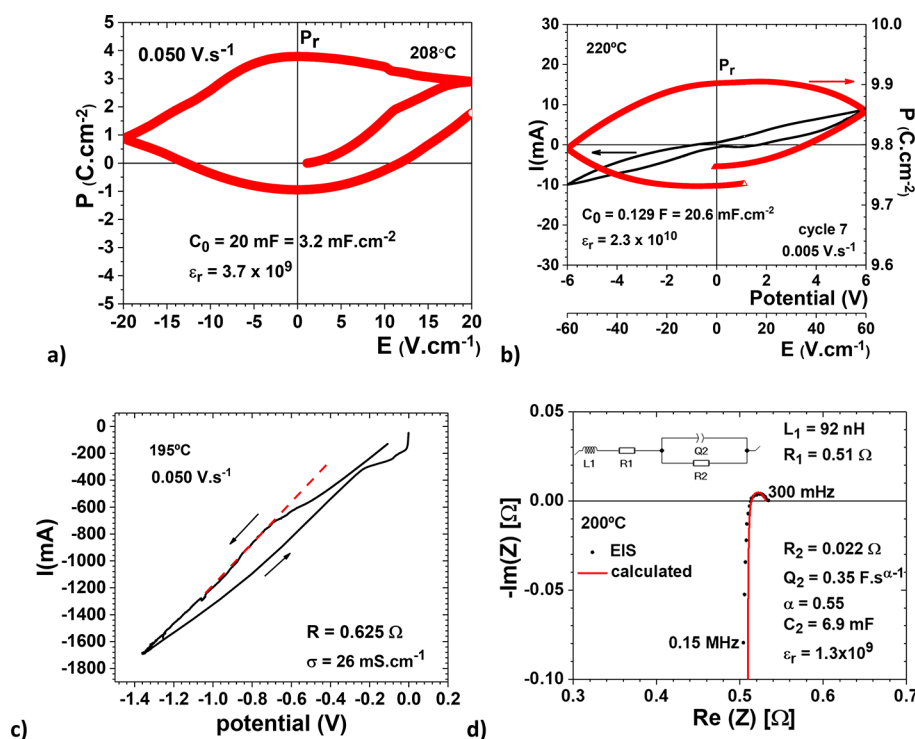 5
4
3
2
1
0
-1
-2
-3
-4
-5
P (C.cm-2)
0.050 V.s-1
Pr
208°C
C0 = 20 mF = 3.2 mF.cm-2
εr = 3.7 x 10⁹
-20 -15 -10 -5 0 5 10 15 20
E (V.cm-1)
a)
30
20
10
0
-10
-20
-30
I(mA)
220ºC
Pr
10.0
9.9
9.8
9.7
9.6
P (C.cm-2)
C0 = 0.129 F = 20.6 mF.cm-2
εr = 2.3 x 10¹⁰
cycle 7
0.005 V.s-1
-6 -4 -2 0 2 4 6
Potential (V)
-60 -40 -20 0 20 40 60
E (V.cm-1)
b)
0
-200
-400
-600
-800
-1000
-1200
-1400
-1600
-1800
I(mA)
195ºC
0.050 V.s-1
R = 0.625 Ω
σ = 26 mS.cm-1
-1.4 -1.2 -1.0 -0.8 -0.6 -0.4 -0.2 0.0 0.2
potential (V)
c)
0.05
0.00
-0.05
-0.10
-Im(Z) [Ω]
L1 R1 Q2
R2
L1 = 92 nH
R1 = 0.51 Ω
300 mHz
200ºC
EIS
calculated
0.15 MHz
R2 = 0.022 Ω
Q2 = 0.35 F.sα-1
α = 0.55
C2 = 6.9 mF
εr = 1.3x10⁹
0.3 0.4 0.5 0.6 0.7
Re (Z) [Ω]
d)